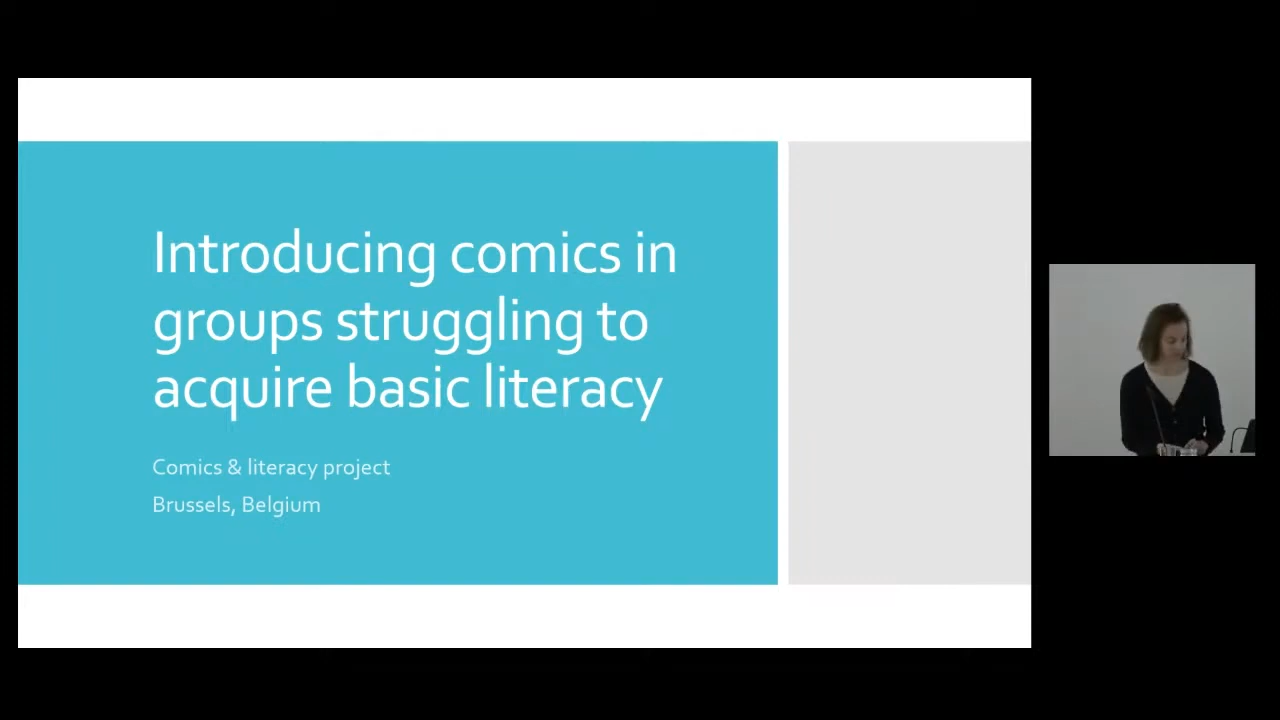 Introducing comics in
groups struggling to
acquire basic literacy
Comics & literacy project
Brussels, Belgium